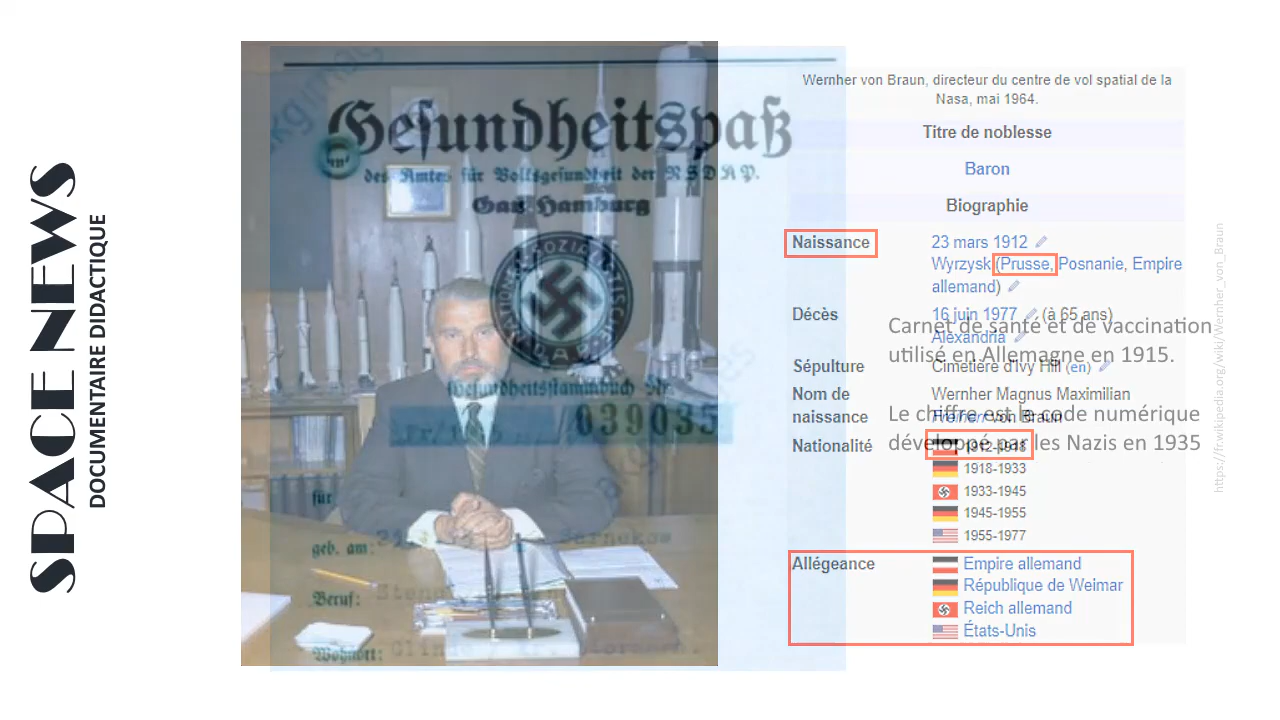 SPACE NEWS
DOCUMENTAIRE DIDACTIQUE
Gesundheitspaß
des Amtes für Volksgesundheit der NSDAP.
Gau Hamburg
Gesundheitsstammbuch Nr.
039035
für
geb. am:
Beruf:
Wohnort:
Wernher von Braun, directeur du centre de vol spatial de la
Nasa, mai 1964.
Titre de noblesse
Baron
Biographie
Naissance 23 mars 1912
Wyrzysk (Prusse, Posnanie, Empire
allemand)
Décès 16 juin 1977 (à 65 ans)
Alexandria
Sépulture Cimetière d'Ivy Hill (en)
Nom de naissance Wernher Magnus Maximilian
Freiherr von Braun
Nationalité 1912-1918
1918-1933
1933-1945
1945-1955
1955-1977
Allégeance Empire allemand
République de Weimar
Reich allemand
États-Unis
Carnet de santé et de vaccination
utilisé en Allemagne en 1915.
Le chiffre est le code numérique
développé par les Nazis en 1935
https://fr.wikipedia.org/wiki/Wernher_von_Braun